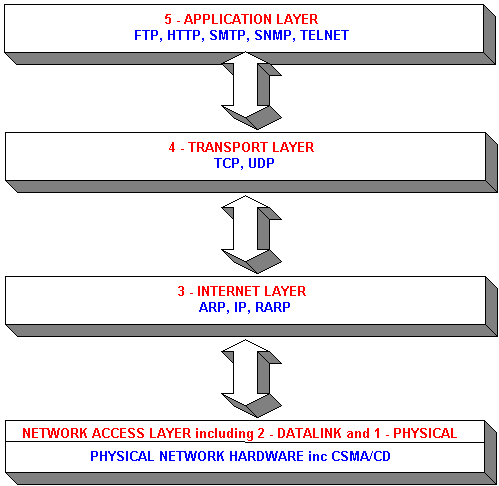 5 - APPLICATION LAYER
FTP, HTTP, SMTP, SNMP, TELNET
4 - TRANSPORT LAYER
TCP, UDP
3 - INTERNET LAYER
ARP, IP, RARP
NETWORK ACCESS LAYER including 2 - DATALINK and 1 - PHYSICAL
PHYSICAL NETWORK HARDWARE inc CSMA/CD